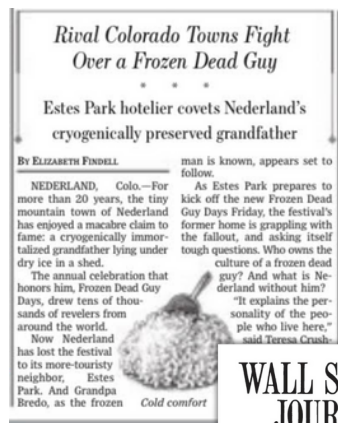 Rival Colorado Towns Fight
Over a Frozen Dead Guy
* * *
Estes Park hotelier covets Nederland's
cryogenically preserved grandfather
BY ELIZABETH FINDELL
NEDERLAND, Colo.—For
more than 20 years, the tiny
mountain town of Nederland
has enjoyed a macabre claim to
fame: a cryogenically immor-
talized grandfather lying under
dry ice in a shed.
The annual celebration that
honors him, Frozen Dead Guy
Days, drew tens of thou-
sands of revelers from
around the world.
Now Nederland
has lost the festival
to its more-touristy
neighbor, Estes
Park. And Grandpa
Bredo, as the frozen
man is known, appears set to
follow.
As Estes Park prepares to
kick off the new Frozen Dead
Guy Days Friday, the festival's
former home is grappling with
the fallout, and asking itself
tough questions. Who owns the
culture of a frozen dead
guy? And what is Ne-
derland without him?
"It explains the per-
sonality of the peo-
ple who live here,"
said Teresa Crush-
Cold comfort
WALL S
JOUR